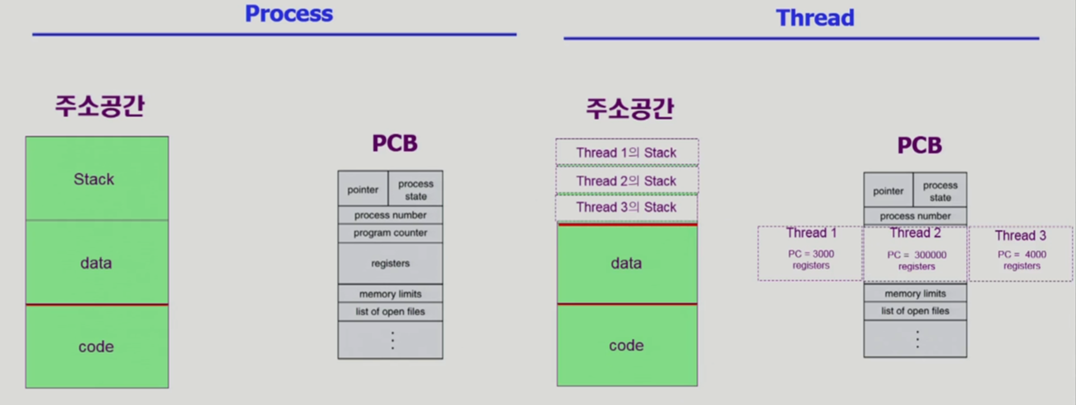 Process
주소공간
Stack
data
code
PCB
pointer
process
state
process number
program counter
registers
memory limits
list of open files
⋮
Thread
주소공간
Thread 1의 Stack
Thread 2의 Stack
Thread 3의 Stack
data
code
PCB
pointer
process
state
process number
Thread 1
PC = 3000
registers
Thread 2
PC = 300000
registers
Thread 3
PC = 4000
registers
memory limits
list of open files
⋮